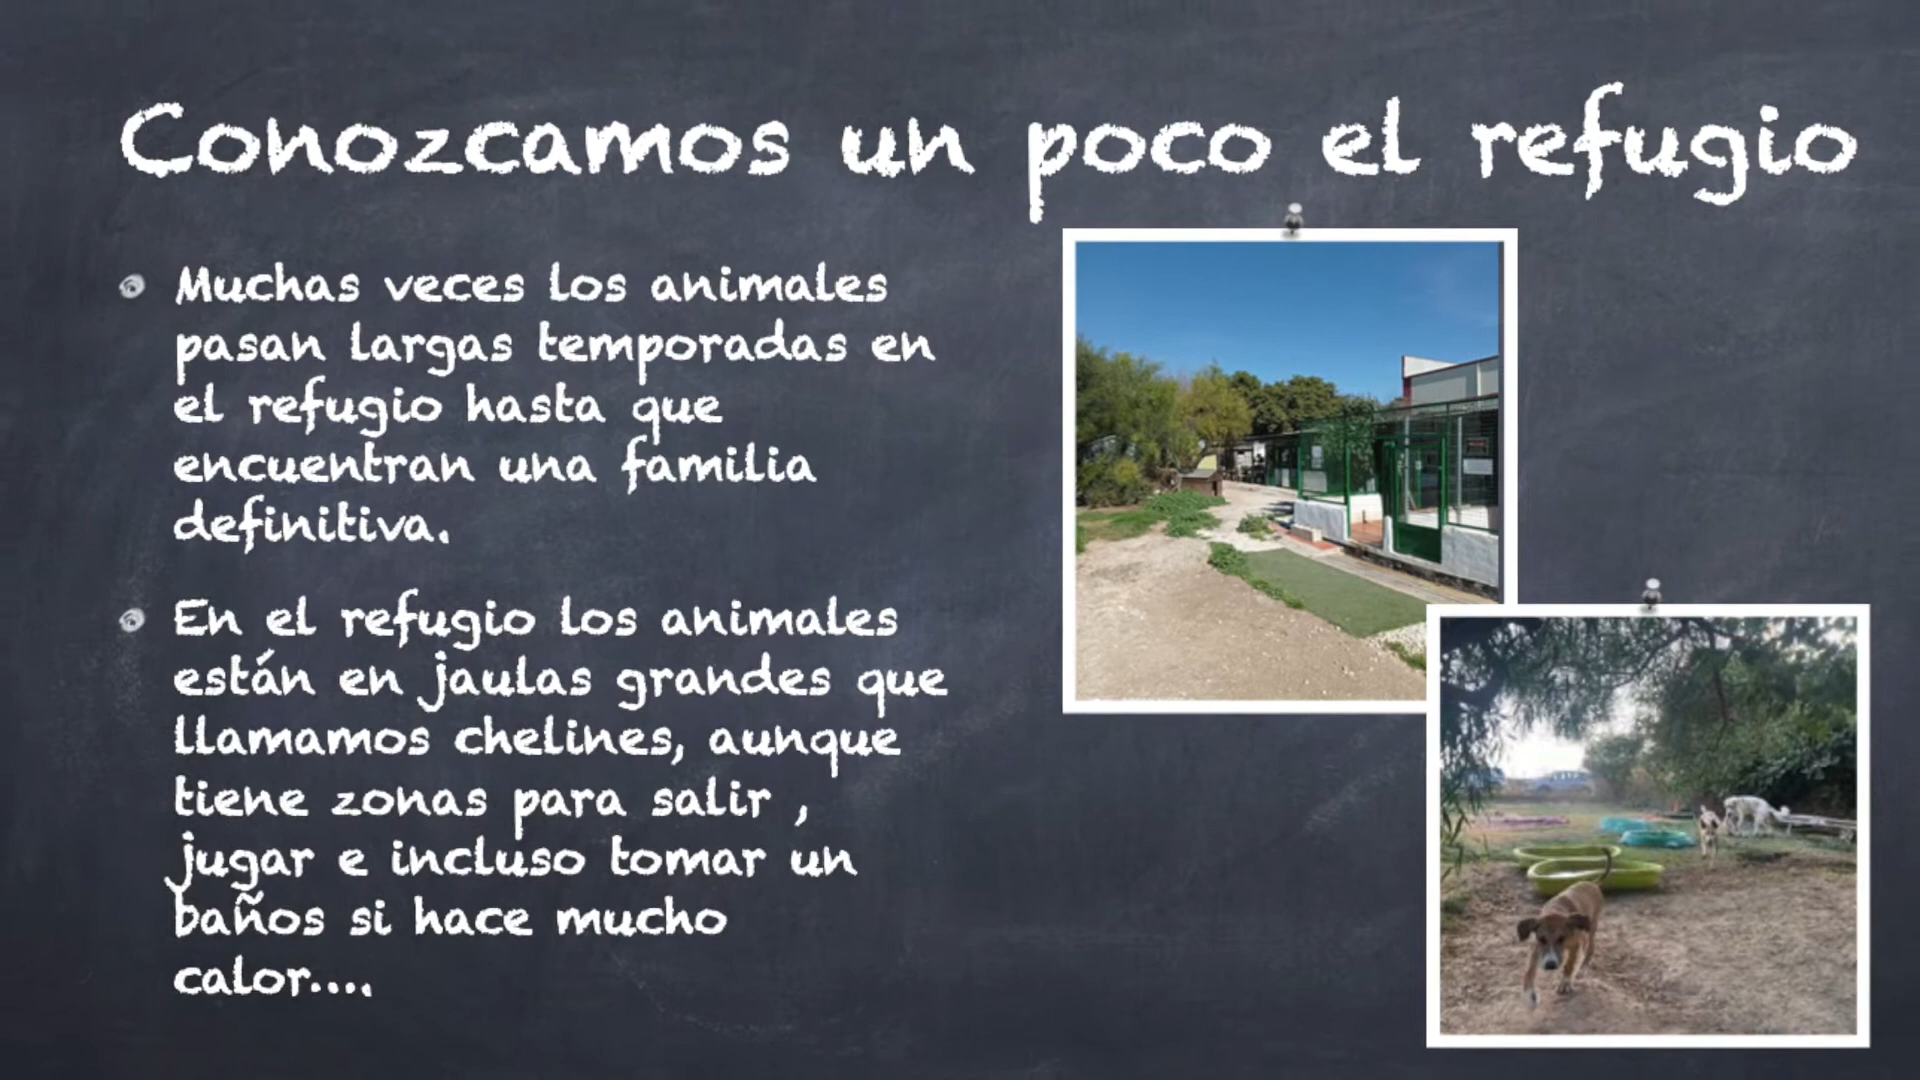 Conozcamos un poco el refugio
Muchas veces los animales
pasan largas temporadas en
el refugio hasta que
encuentran una familia
definitiva.
En el refugio los animales
están en jaulas grandes que
llamamos chelines, aunque
tiene zonas para salir ,
jugar e incluso tomar un
baños si hace mucho
calor....